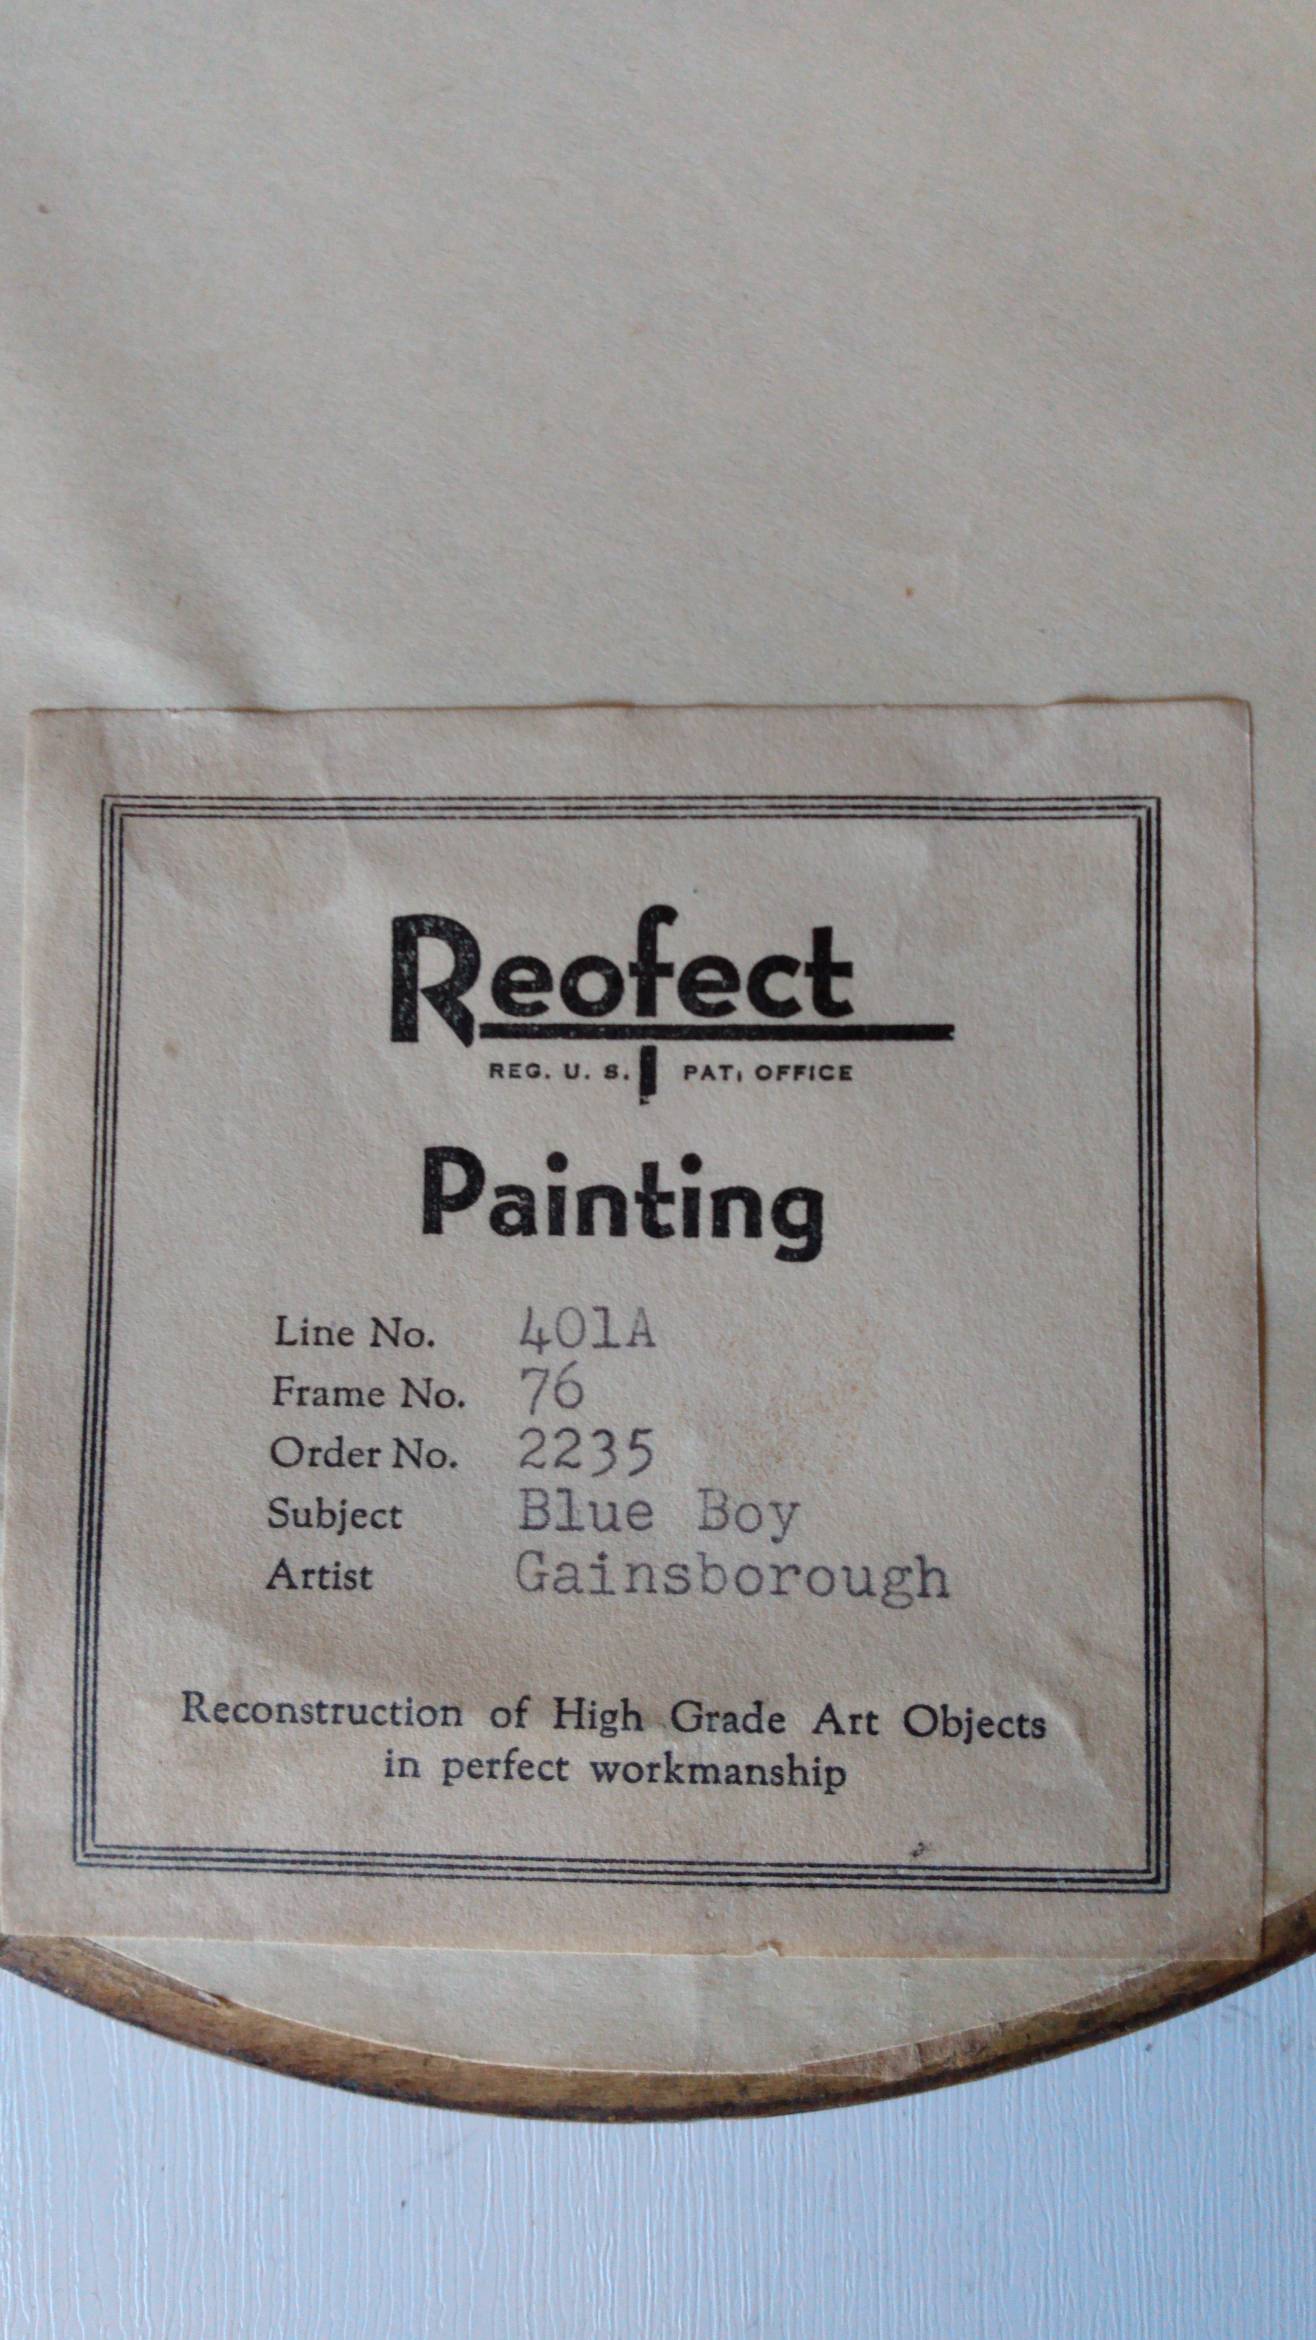 Reofect
REG. U. S. PAT. OFFICE
Painting
Line No. 401A
Frame No. 76
Order No. 2235
Subject Blue Boy
Artist Gainsborough
Reconstruction of High Grade Art Objects
in perfect workmanship